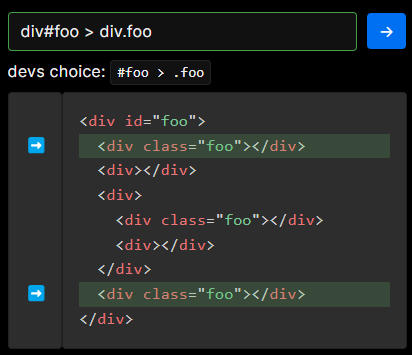 div#foo > div.foo
devs choice: #foo > .foo
<div id="foo">
<div class="foo"></div>
<div></div>
<div>
<div class="foo"></div>
<div></div>
</div>
<div class="foo"></div>
</div>